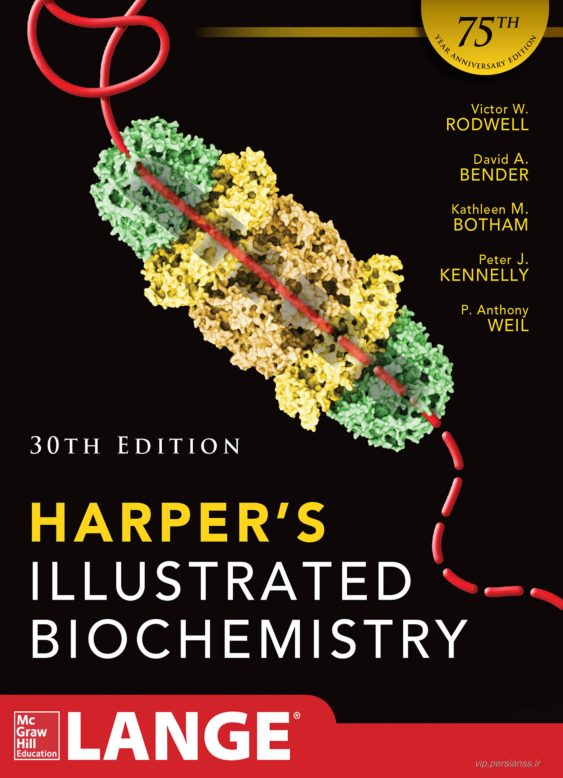 75TH
YEAR ANNIVERSARY EDITION
Victor W.
RODWELL
David A.
BENDER
Kathleen M.
BOTHAM
Peter J.
KENNELLY
P. Anthony
WEIL
30TH EDITION
HARPER'S
ILLUSTRATED
BIOCHEMISTRY
Mc
Graw
Hill
Education
LANGE®
vip.persianss.ir